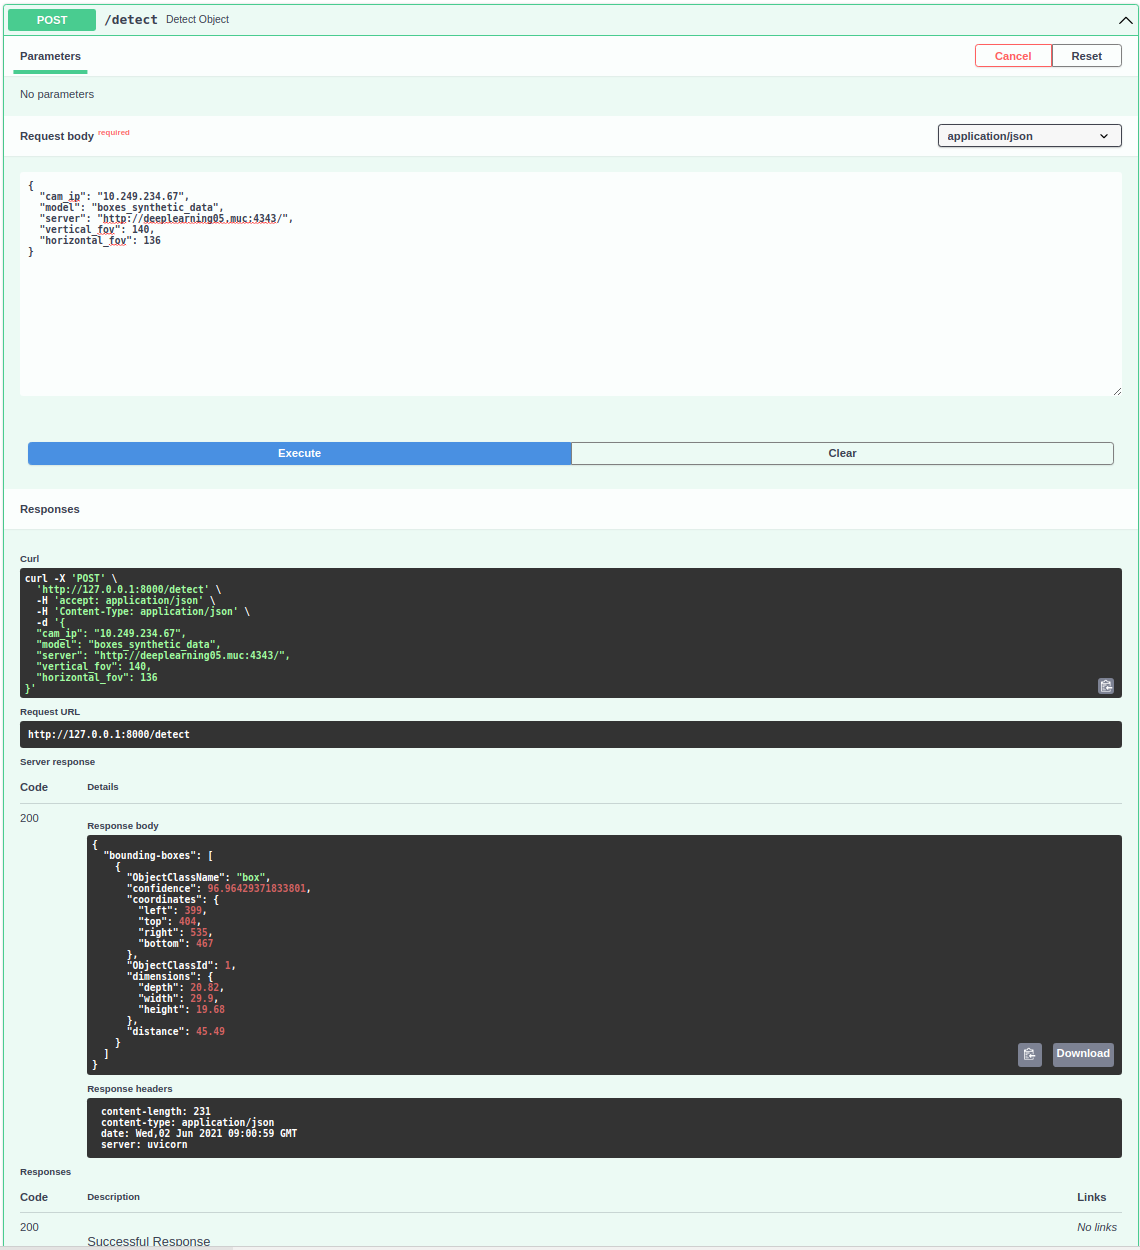 POST /detect Detect Object
Parameters
Cancel Reset
No parameters
Request body required
application/json
{
"cam_ip": "10.249.234.67",
"model": "boxes_synthetic_data",
"server": "http://deeplearning05.muc:4343/",
"vertical_fov": 140,
"horizontal_fov": 136
}
Execute Clear
Responses
Curl
curl -X 'POST' \
'http://127.0.0.1:8000/detect' \
-H 'accept: application/json' \
-H 'Content-Type: application/json' \
-d '{
"cam_ip": "10.249.234.67",
"model": "boxes_synthetic_data",
"server": "http://deeplearning05.muc:4343/",
"vertical_fov": 140,
"horizontal_fov": 136
}'
Request URL
http://127.0.0.1:8000/detect
Server response
Code Details
200
Response body
{
"bounding-boxes": [
{
"ObjectClassName": "box",
"confidence": 96.96429371833801,
"coordinates": {
"left": 399,
"top": 404,
"right": 535,
"bottom": 467
},
"ObjectClassId": 1,
"dimensions": {
"depth": 20.82,
"width": 29.9,
"height": 19.68
},
"distance": 45.49
}
]
}
Download
Response headers
content-length: 231
content-type: application/json
date: Wed,02 Jun 2021 09:00:59 GMT
server: uvicorn
Responses
Code Description Links
200 No links
Successful Response